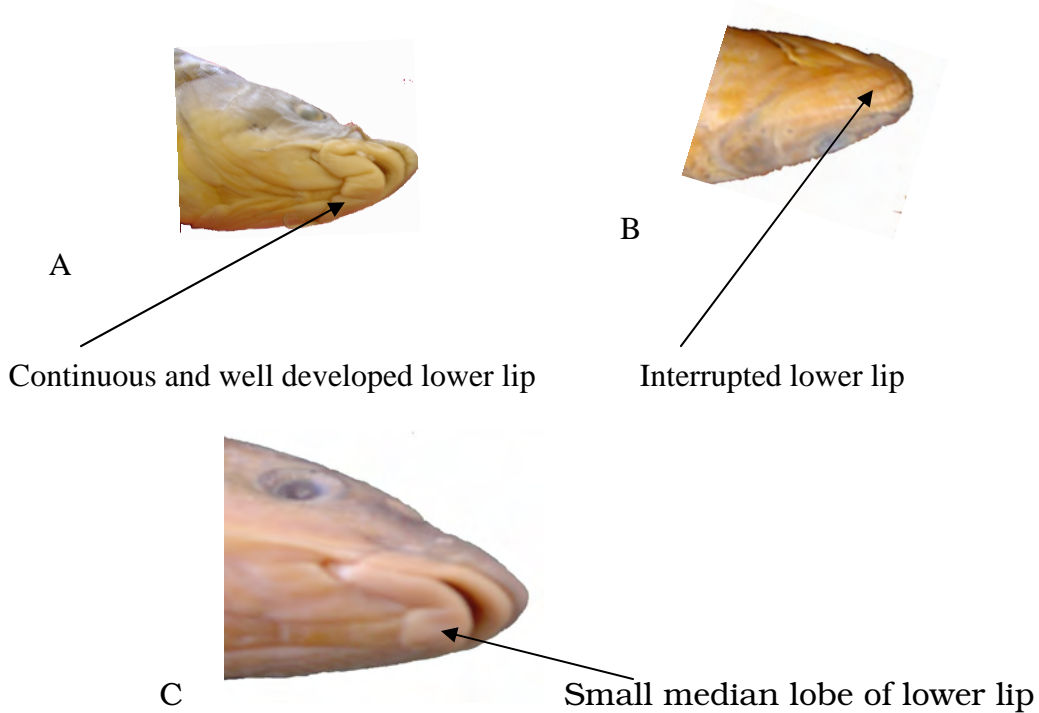 A
B
Continuous and well developed lower lip
Interrupted lower lip
C
Small median lobe of lower lip